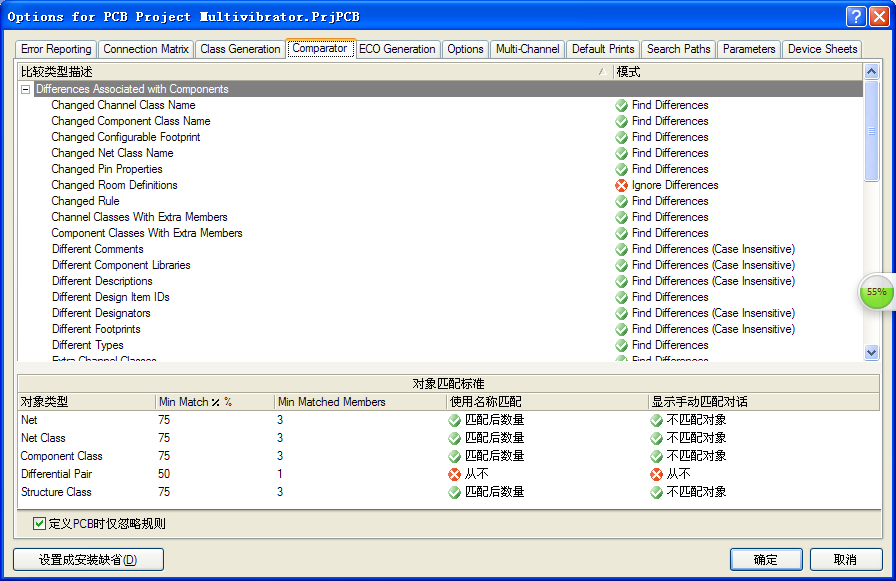 Options for PCB Project Multivibrator.PrjPCB
Error Reporting Connection Matrix Class Generation Comparator ECO Generation Options Multi-Channel Default Prints Search Paths Parameters Device Sheets
比较类型描述 模式
Differences Associated with Components
Changed Channel Class Name Find Differences
Changed Component Class Name Find Differences
Changed Configurable Footprint Find Differences
Changed Net Class Name Find Differences
Changed Pin Properties Find Differences
Changed Room Definitions Ignore Differences
Changed Rule Find Differences
Channel Classes With Extra Members Find Differences
Component Classes With Extra Members Find Differences
Different Comments Find Differences (Case Insensitive)
Different Component Libraries Find Differences (Case Insensitive)
Different Descriptions Find Differences (Case Insensitive)
Different Design Item IDs Find Differences
Different Designators Find Differences (Case Insensitive)
Different Footprints Find Differences (Case Insensitive)
Different Types Find Differences
Extra Channel Classes Find Differences
55%
对象匹配标准
对象类型 Min Match % % Min Matched Members 使用名称匹配 显示手动匹配对话
Net 75 3 匹配后数量 不匹配对象
Net Class 75 3 匹配后数量 不匹配对象
Component Class 75 3 匹配后数量 不匹配对象
Differential Pair 50 1 从不 从不
Structure Class 75 3 匹配后数量 不匹配对象
定义PCB时仅忽略规则
设置成安装缺省(D) 确定 取消